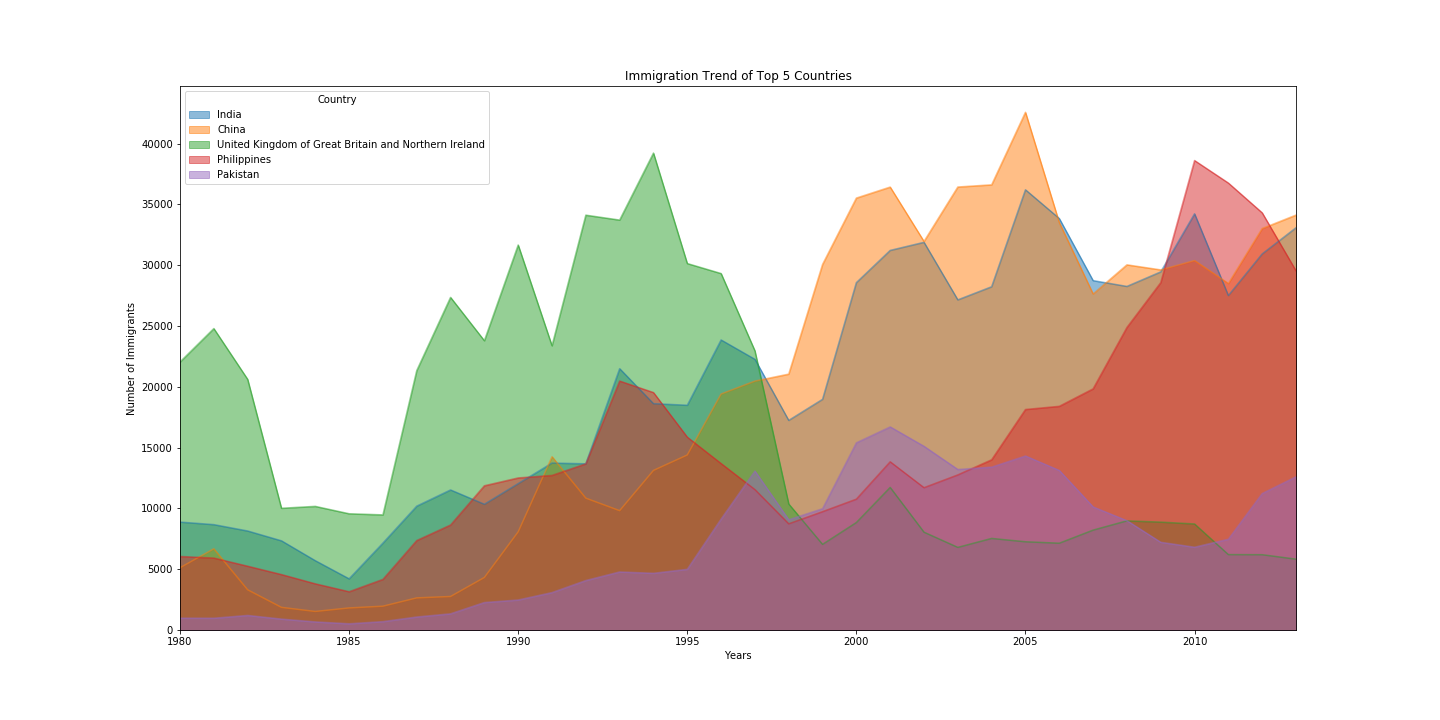 Immigration Trend of Top 5 Countries
Country
India
China
United Kingdom of Great Britain and Northern Ireland
Philippines
Pakistan
Number of Immigrants
40000
35000
30000
25000
20000
15000
10000
5000
0
1980
1985
1990
1995
2000
2005
2010
Years